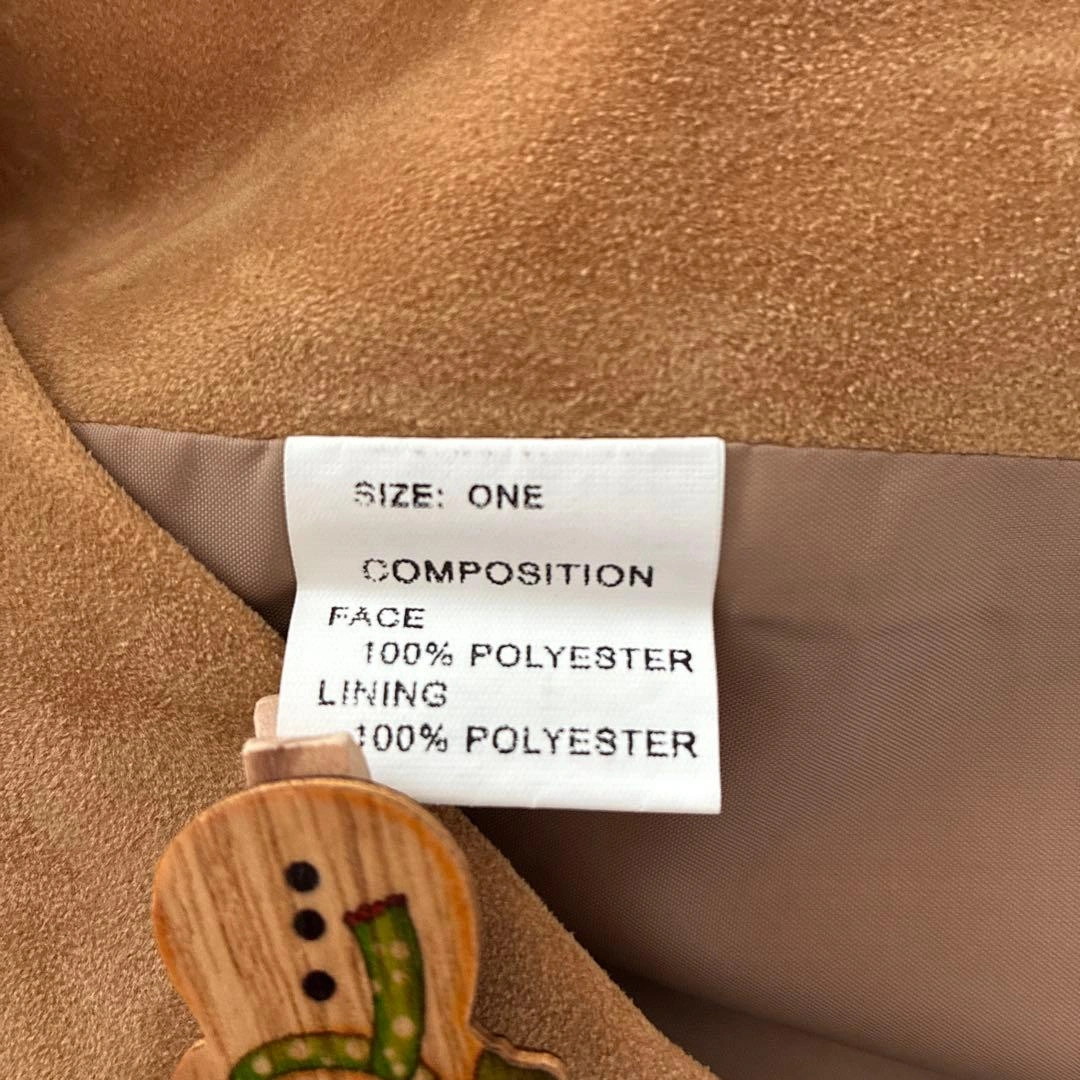 SIZE: ONE
COMPOSITION
FACE
100% POLYESTER
LINING
100% POLYESTER